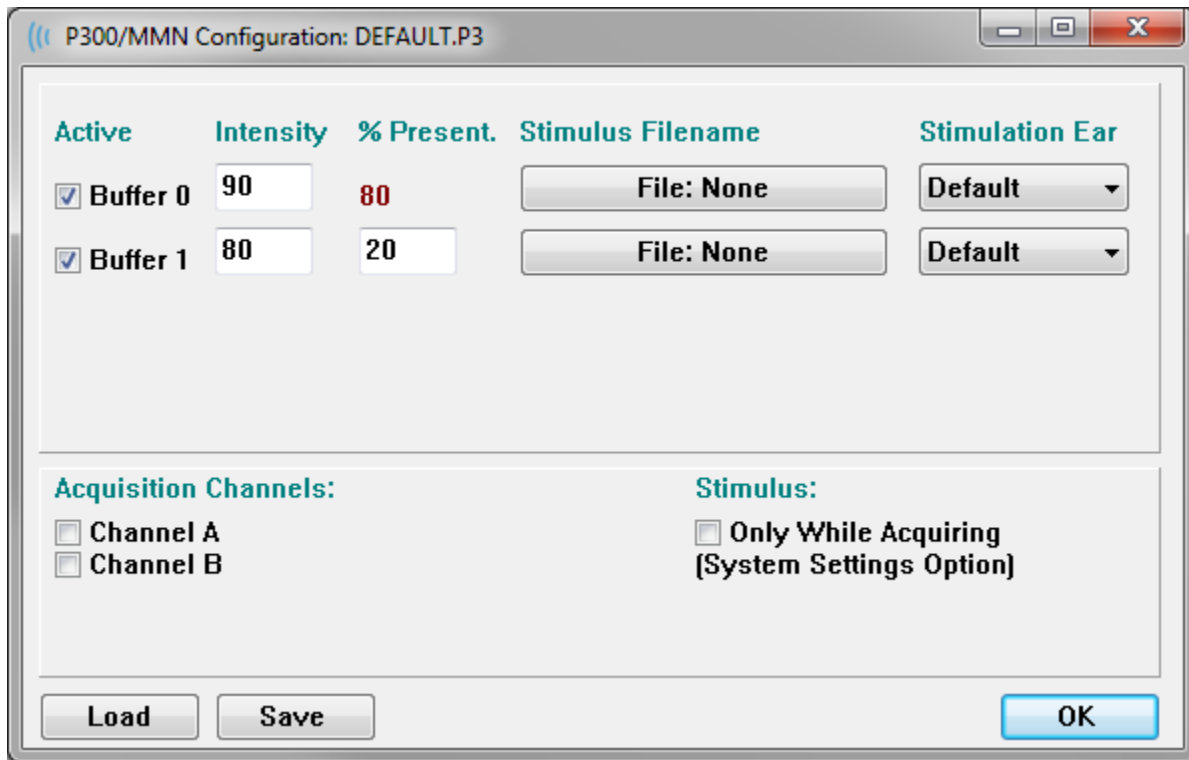 P300/MMN Configuration: DEFAULT.P3
Active Intensity % Present. Stimulus Filename Stimulation Ear
Buffer 0 90 80 File: None Default
Buffer 1 80 20 File: None Default
Acquisition Channels: Stimulus:
Channel A Only While Acquiring
Channel B (System Settings Option)
Load Save OK